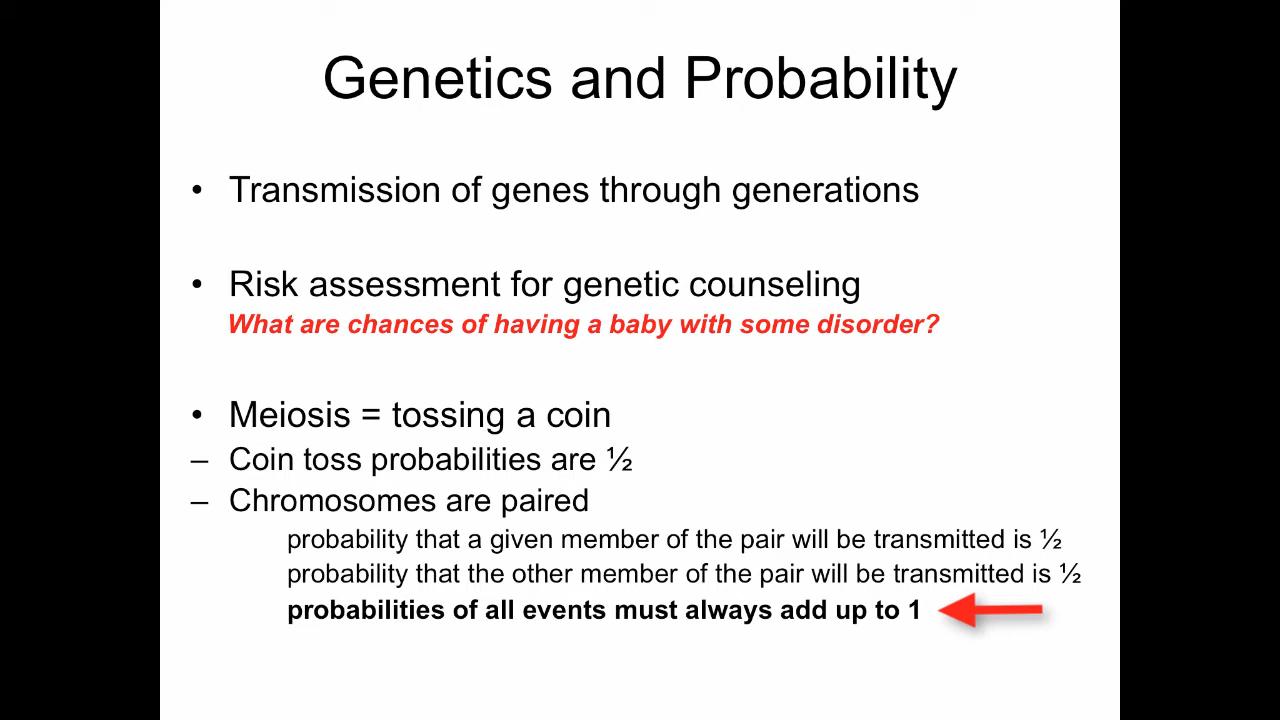 Genetics and Probability
• Transmission of genes through generations
• Risk assessment for genetic counseling
What are chances of having a baby with some disorder?
• Meiosis = tossing a coin
– Coin toss probabilities are ½
– Chromosomes are paired
probability that a given member of the pair will be transmitted is ½
probability that the other member of the pair will be transmitted is ½
probabilities of all events must always add up to 1